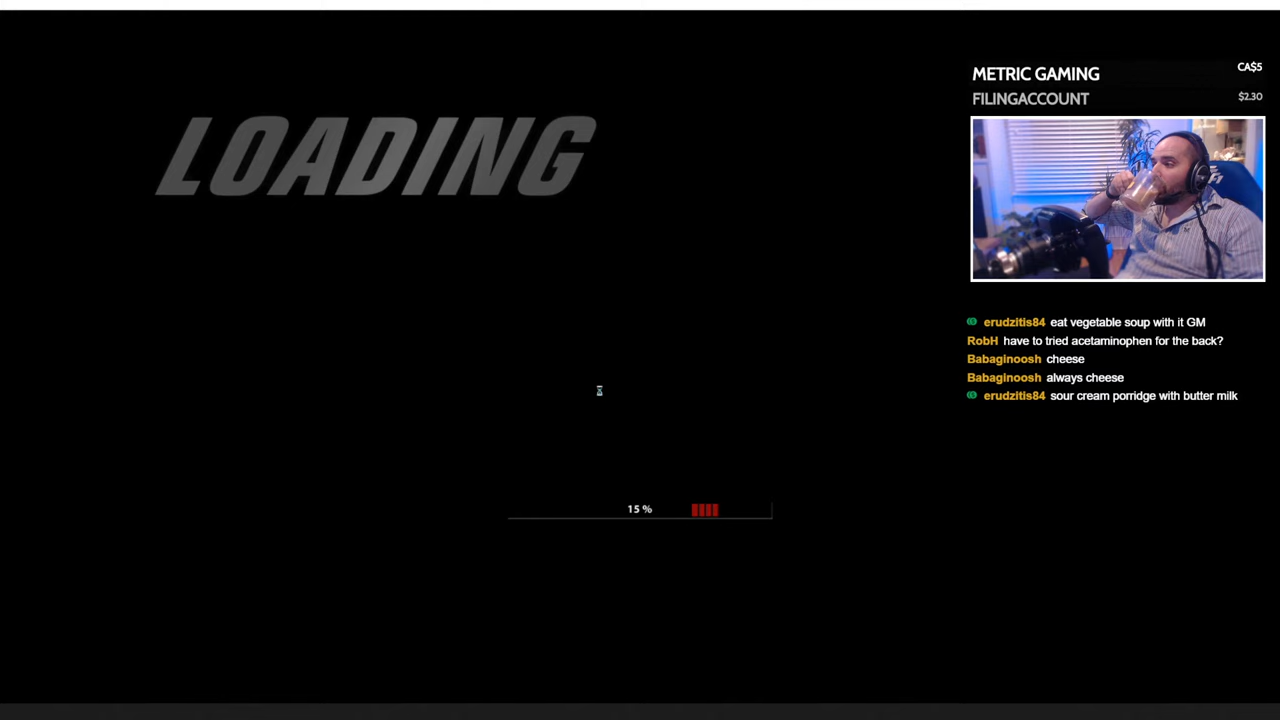 LOADING
METRIC GAMING CA$5
FILINGACCOUNT $2.30
erudzitis84 eat vegetable soup with it GM
RobH have to tried acetaminophen for the back?
Babaginoosh cheese
Babaginoosh always cheese
erudzitis84 sour cream porridge with butter milk
15 %